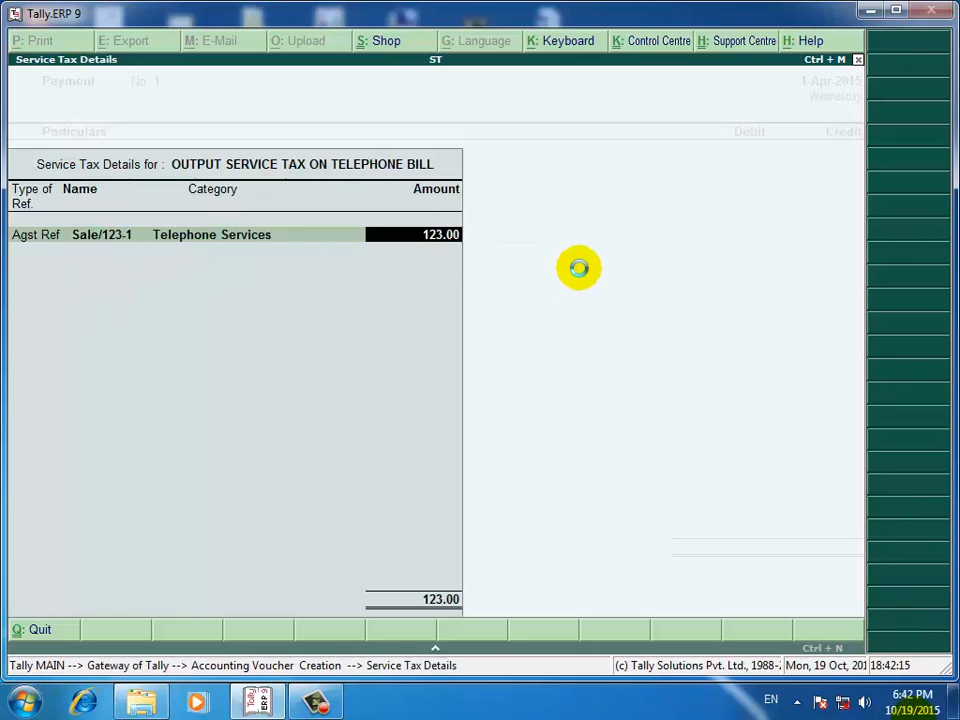 Tally.ERP 9
P: Print E: Export M: E-Mail O: Upload S: Shop G: Language K: Keyboard K: Control Centre H: Support Centre H: Help
Service Tax Details ST Ctrl + M
Payment No. 1 1-Apr-2015
Wednesday
Particulars Debit Credit
Service Tax Details for : OUTPUT SERVICE TAX ON TELEPHONE BILL
Type of Name Category Amount
Ref.
Agst Ref Sale/123-1 Telephone Services 123.00
123.00
Q: Quit
Ctrl + N
Tally MAIN --> Gateway of Tally --> Accounting Voucher Creation --> Service Tax Details (c) Tally Solutions Pvt. Ltd., 1988- Mon, 19 Oct, 201 18:42:15
Tally ERP 9
EN 6:42 PM
10/19/2015